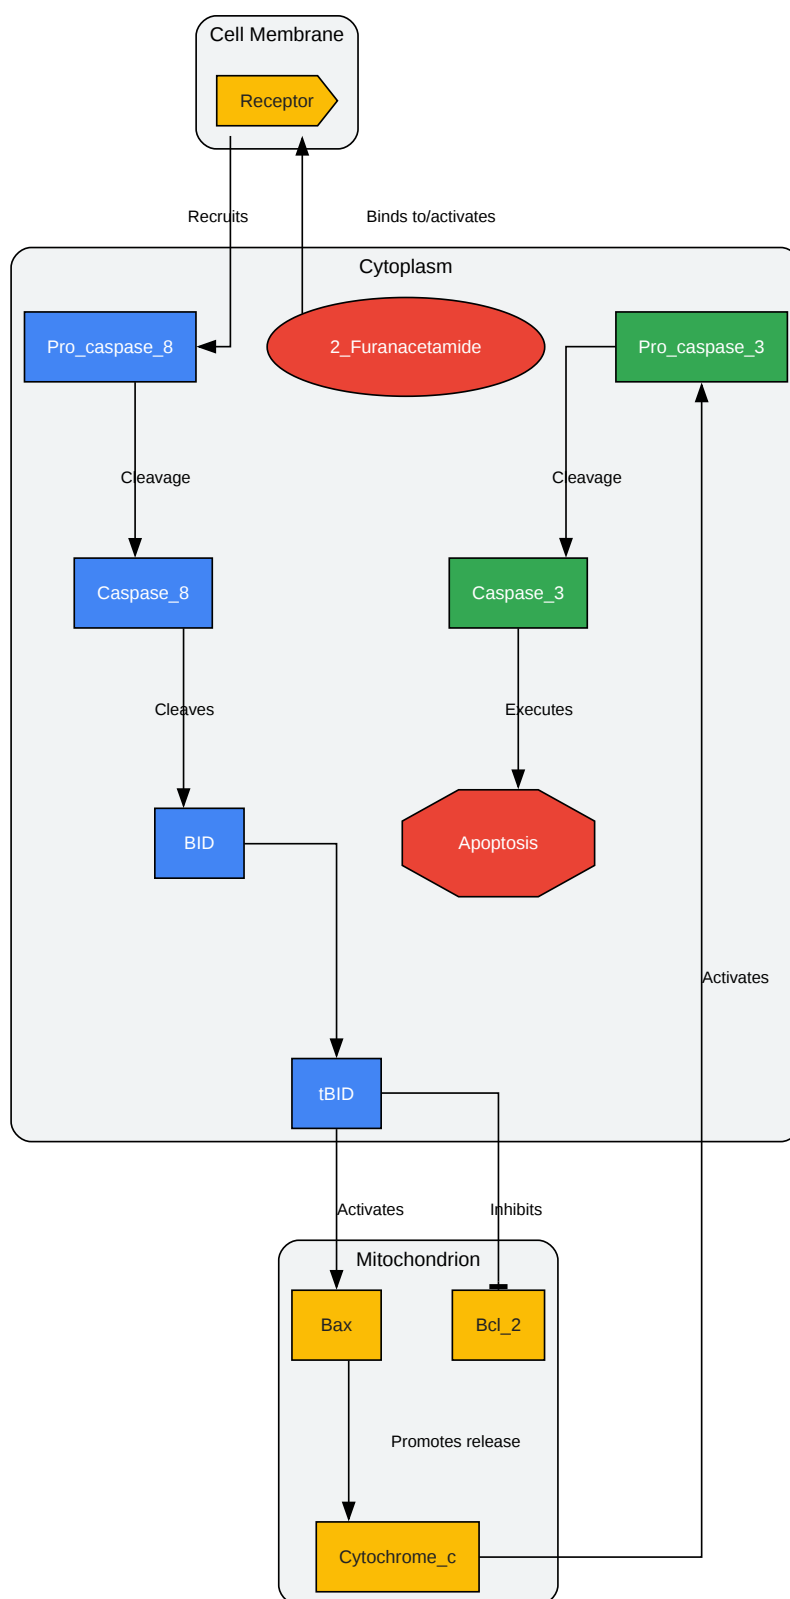 Cell Membrane
Receptor
Recruits
Binds to/activates
Cytoplasm
Pro_caspase_8
2_Furanacetamide
Pro_caspase_3
Cleavage
Cleavage
Caspase_8
Caspase_3
Cleaves
Executes
BID
Apoptosis
Activates
tBID
Activates
Inhibits
Mitochondrion
Bax
Bcl_2
Promotes release
Cytochrome_c